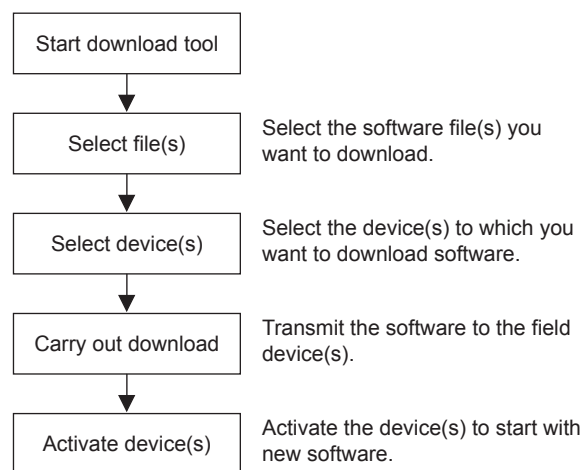 Start download tool
Select file(s)
Select the software file(s) you
want to download.
Select device(s)
Select the device(s) to which you
want to download software.
Carry out download
Transmit the software to the field
device(s).
Activate device(s)
Activate the device(s) to start with
new software.